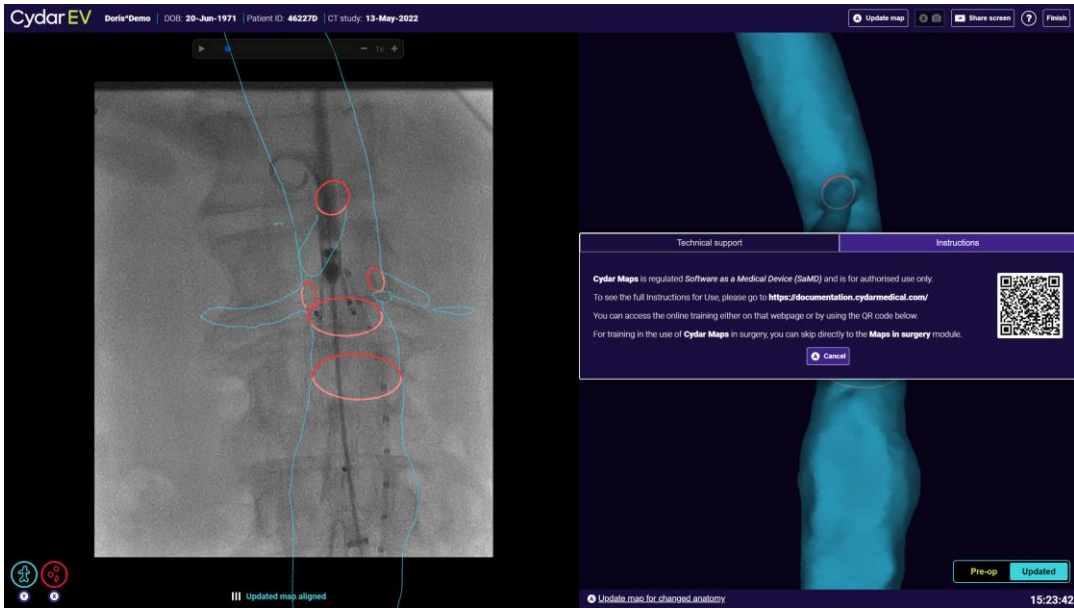 Cydar EV Doris^Demo DOB: 20-Jun-1971 Patient ID: 46227D CT study: 13-May-2022
A Update map
Share screen
?
Finish
1x
Technical support
Instructions
Cydar Maps is regulated Software as a Medical Device (SaMD) and is for authorised use only.
To see the full Instructions for Use, please go to https://documentation.cydarmedical.com/
You can access the online training either on that webpage or by using the QR code below.
For training in the use of Cydar Maps in surgery, you can skip directly to the Maps in surgery module.
A Cancel
Pre-op
Updated
Y
X
Updated map aligned
A Update map for changed anatomy
15:23:42